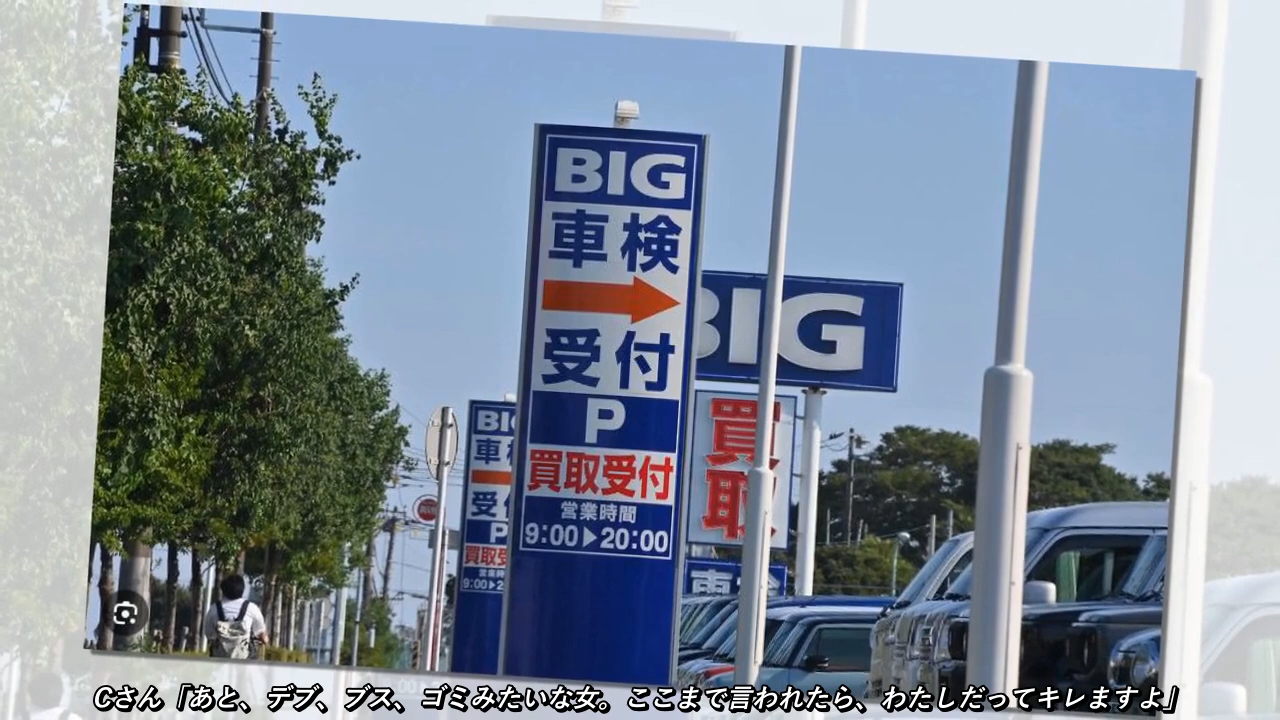 BIG
車検
受付
P
買取受付
営業時間
9:00▶20:00
BIG
買取
車検
BIG
車検
受付
P
買取受
営業時
9:00▶2
Cさん「あと、デブ、ブス、ゴミみたいな女。ここまで言われたら、わたしだってキレますよ」